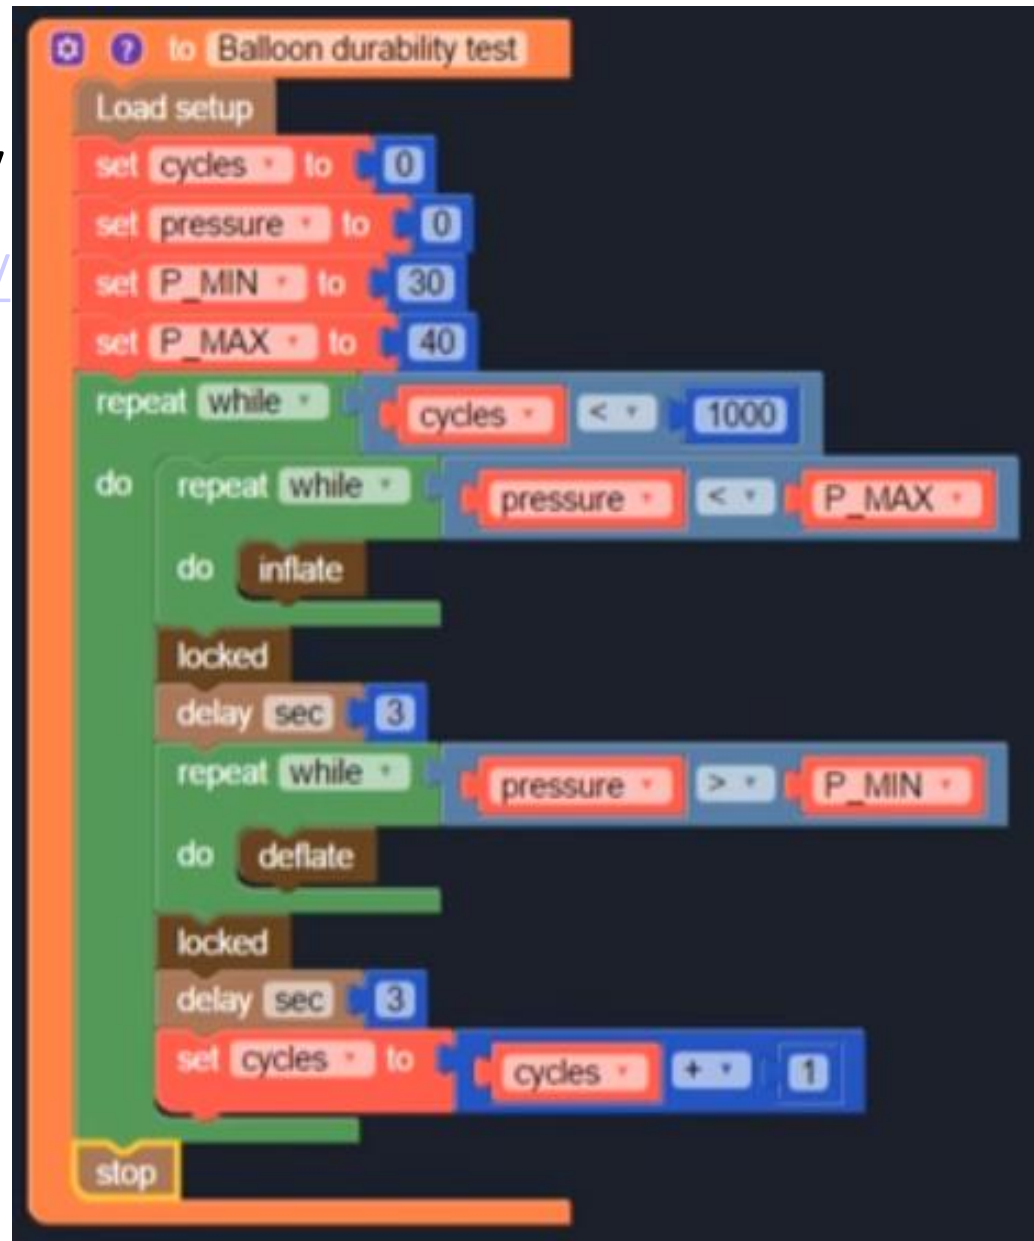 ? to Balloon durability test
Load setup
set cycles to 0
set pressure to 0
set P_MIN to 30
set P_MAX to 40
repeat while cycles < 1000
do repeat while pressure < P_MAX
do inflate
locked
delay sec 3
repeat while pressure > P_MIN
do deflate
locked
delay sec 3
set cycles to cycles + 1
stop